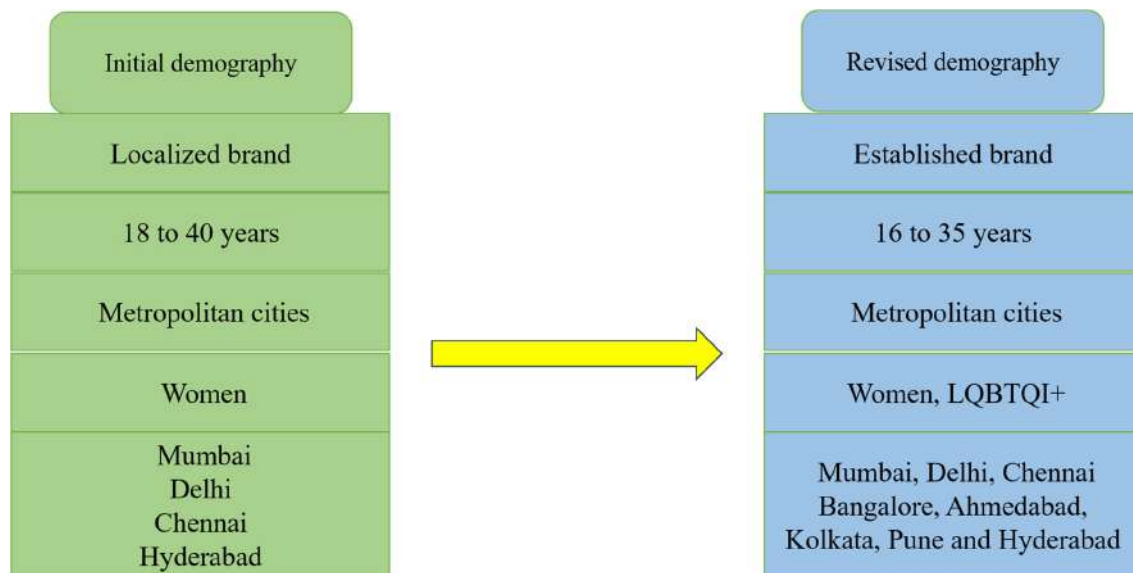 Initial demography
Localized brand
18 to 40 years
Metropolitan cities
Women
Mumbai
Delhi
Chennai
Hyderabad
Revised demography
Established brand
16 to 35 years
Metropolitan cities
Women, LQBTQI+
Mumbai, Delhi, Chennai
Bangalore, Ahmedabad,
Kolkata, Pune and Hyderabad